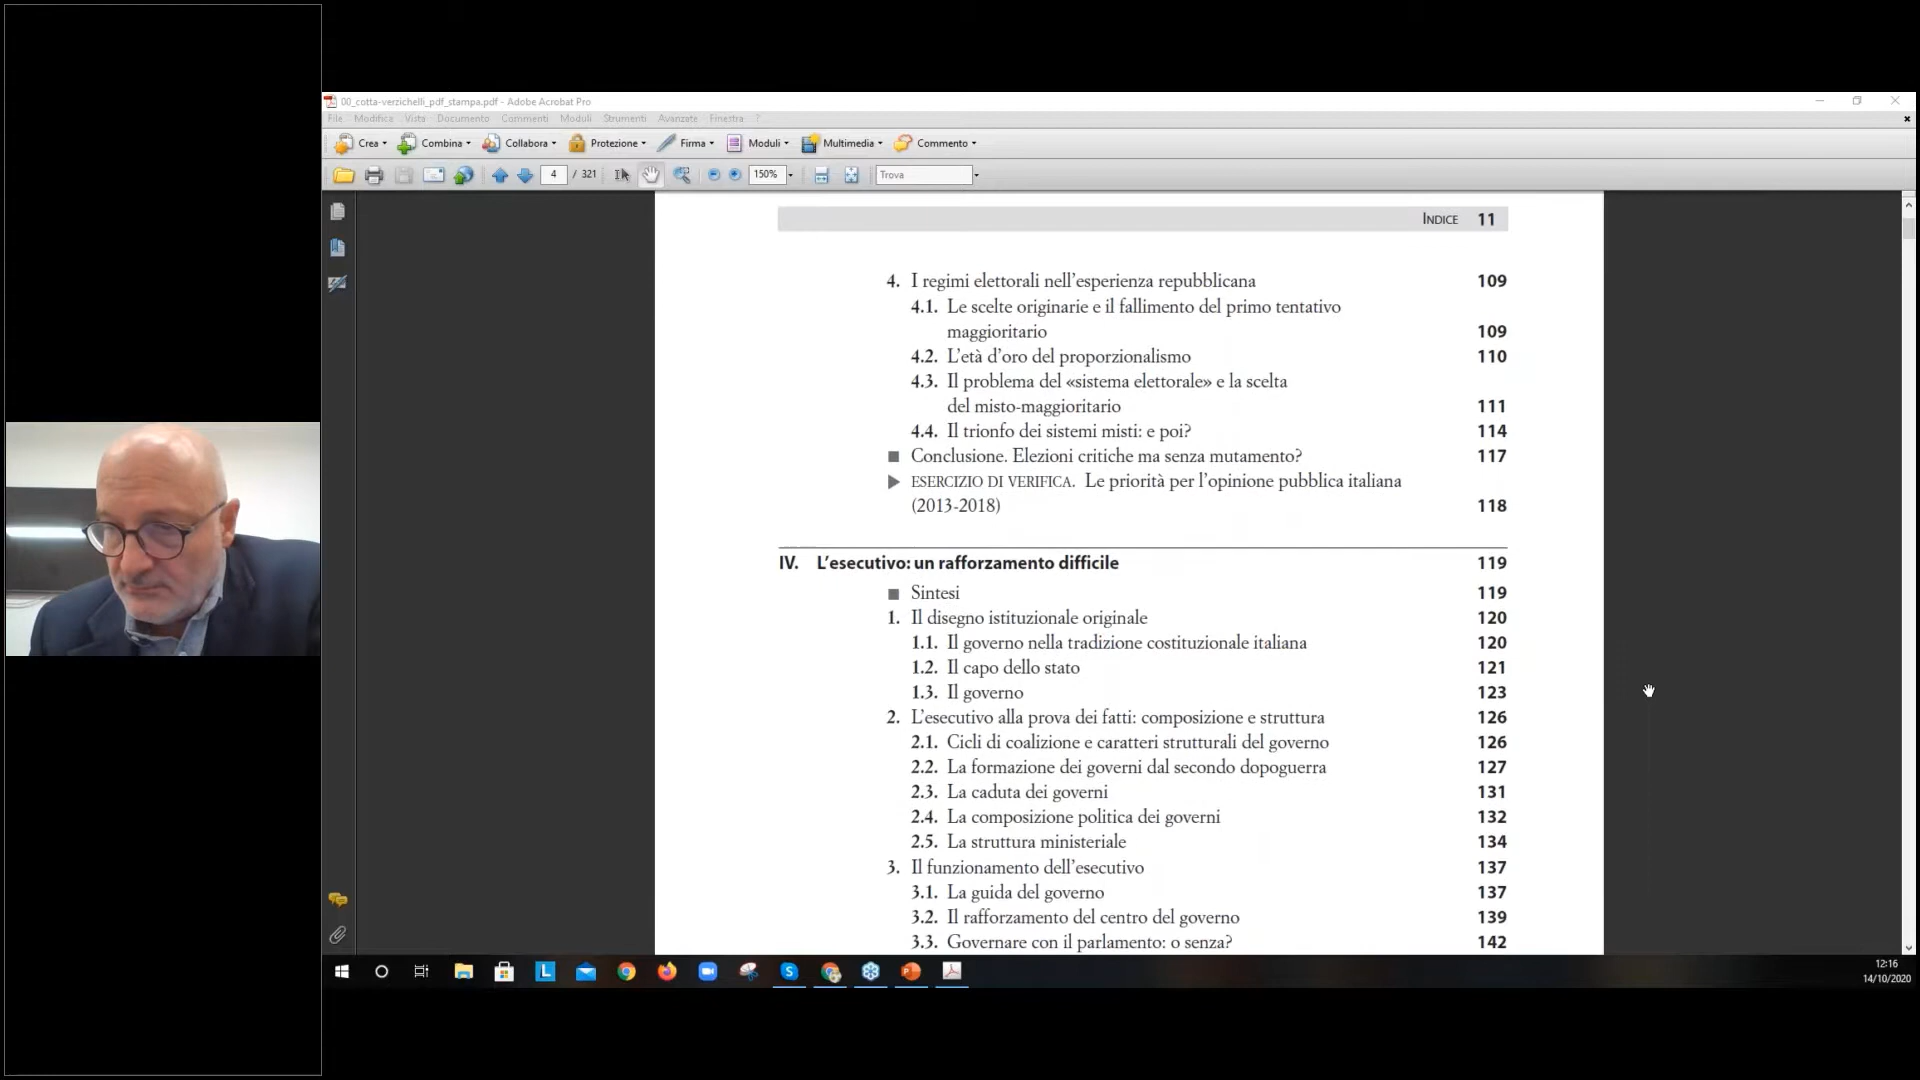 00_cotta-verzichelli_pdf_stampa.pdf - Adobe Acrobat Pro
File Modifica Vista Documento Commenti Moduli Strumenti Avanzate Finestra ?
Crea Combina Collabora Protezione Firma Moduli Multimedia Commento
4 / 321 150% Trova
INDICE 11
4. I regimi elettorali nell’esperienza repubblicana 109
4.1. Le scelte originarie e il fallimento del primo tentativo
maggioritario 109
4.2. L’età d’oro del proporzionalismo 110
4.3. Il problema del «sistema elettorale» e la scelta
del misto-maggioritario 111
4.4. Il trionfo dei sistemi misti: e poi? 114
■ Conclusione. Elezioni critiche ma senza mutamento? 117
▶ ESERCIZIO DI VERIFICA. Le priorità per l’opinione pubblica italiana
(2013-2018) 118
IV. L’esecutivo: un rafforzamento difficile 119
■ Sintesi 119
1. Il disegno istituzionale originale 120
1.1. Il governo nella tradizione costituzionale italiana 120
1.2. Il capo dello stato 121
1.3. Il governo 123
2. L’esecutivo alla prova dei fatti: composizione e struttura 126
2.1. Cicli di coalizione e caratteri strutturali del governo 126
2.2. La formazione dei governi dal secondo dopoguerra 127
2.3. La caduta dei governi 131
2.4. La composizione politica dei governi 132
2.5. La struttura ministeriale 134
3. Il funzionamento dell’esecutivo 137
3.1. La guida del governo 137
3.2. Il rafforzamento del centro del governo 139
3.3. Governare con il parlamento: o senza? 142
12:16
14/10/2020